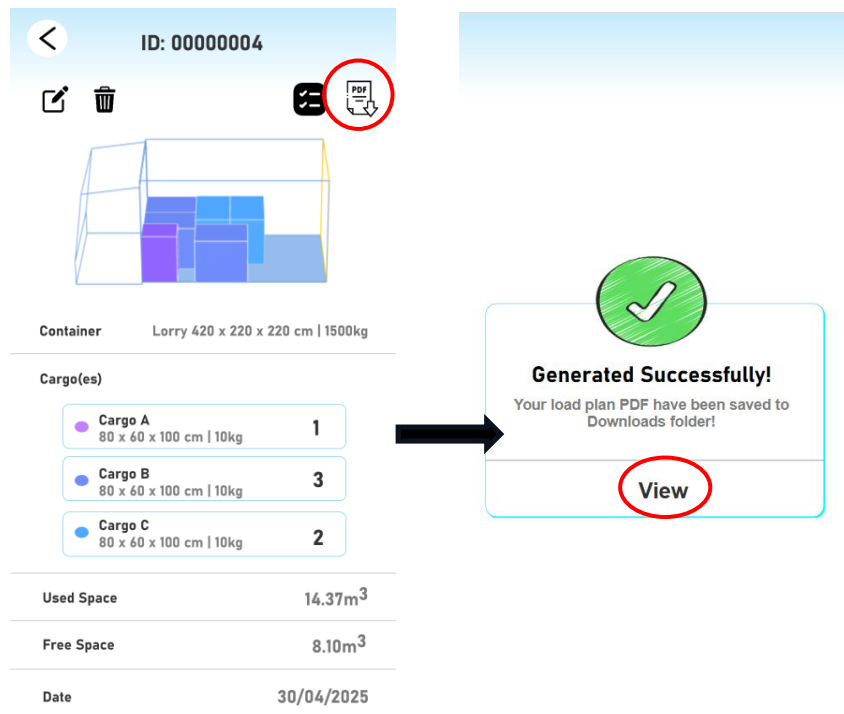 ID: 00000004
PDF
Container Lorry 420 x 220 x 220 cm | 1500kg
Cargo(es)
Cargo A
80 x 60 x 100 cm | 10kg 1
Cargo B
80 x 60 x 100 cm | 10kg 3
Cargo C
80 x 60 x 100 cm | 10kg 2
Used Space 14.37m3
Free Space 8.10m3
Date 30/04/2025
Generated Successfully!
Your load plan PDF have been saved to
Downloads folder!
View